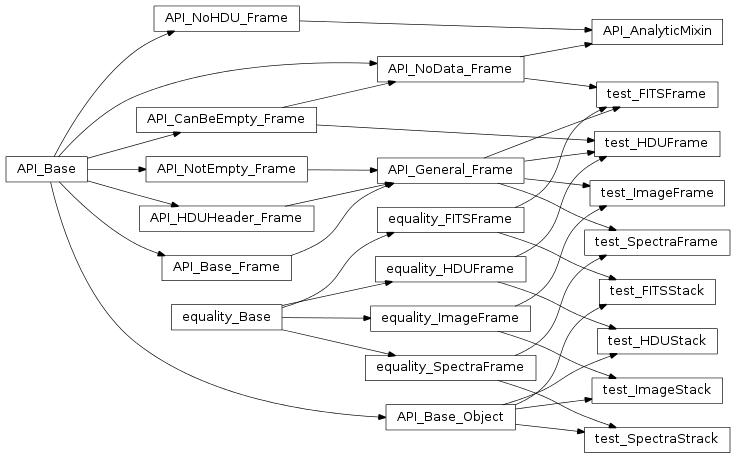 API_NoHDU_Frame
API_AnalyticMixin
API_NoData_Frame
test_FITSFrame
API_CanBeEmpty_Frame
test_HDUFrame
API_Base
API_NotEmpty_Frame
API_General_Frame
test_ImageFrame
API_HDUHeader_Frame
equality_FITSFrame
test_SpectraFrame
API_Base_Frame
equality_HDUFrame
test_FITSStack
equality_Base
equality_ImageFrame
test_HDUStack
equality_SpectraFrame
test_ImageStack
API_Base_Object
test_SpectraStrack